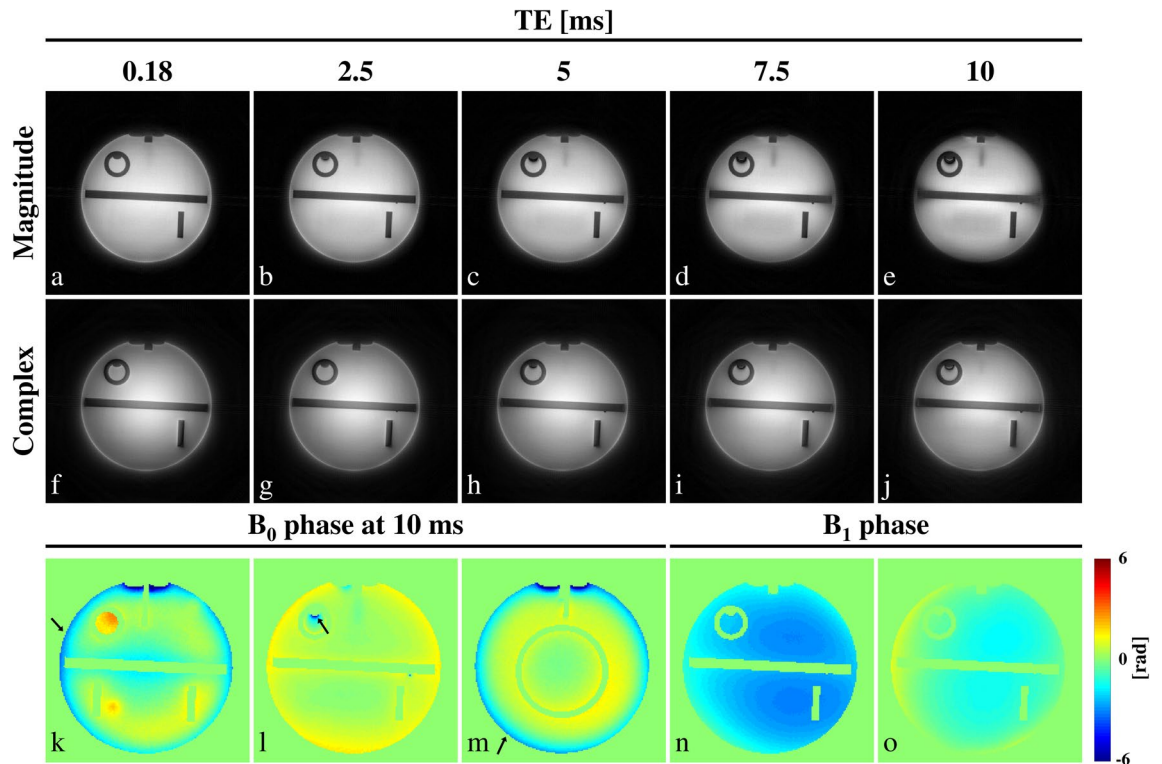 TE [ms]
0.18 2.5 5 7.5 10
Magnitude
a b c d e
Complex
f g h i j
B₀ phase at 10 ms B₁ phase
k l m n o
6
0
-6
[rad]